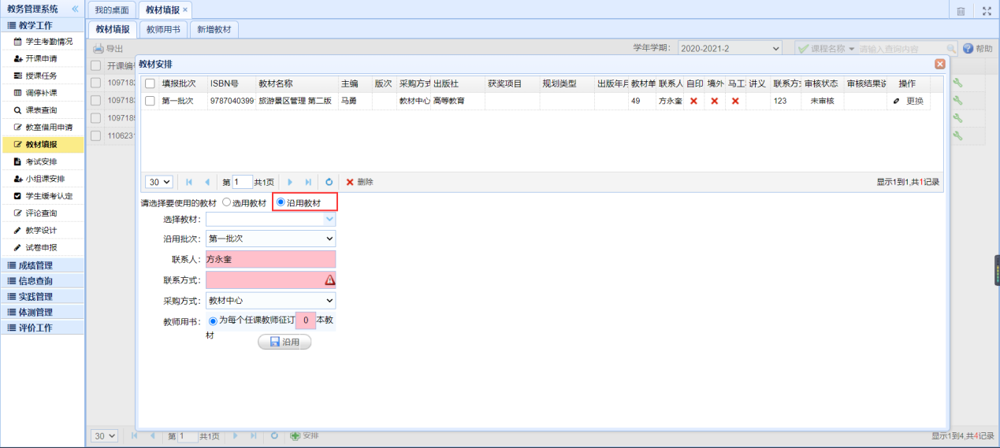 教务管理系统
我的桌面 教材填报
教学工作
教材填报 教师用书 新增教材
学生考勤情况
导出 学年学期: 2020-2021-2 课程名称 请输入查询内容 帮助
开课申请
开课编
教材安排
授课任务
填报批次 ISBN号 教材名称 主编 版次 采购方式 出版社 获奖项目 规划类型 出版年月 教材单 联系人 自印 境外 马工 讲义 联系方式 审核状态 审核结果说 操作
调停补课
第一批次 9787040399 旅游景区管理 第二版 马勇 教材中心 高等教育 49 方永奎 123 未审核 更换
课表查询
教室借用申请
教材填报
考试安排
小组课安排
30 第 1 共1页 删除 显示1到1,共1记录
学生缓考认定
请选择要使用的教材 选用教材 沿用教材
评论查询
选择教材:
教学设计
沿用批次: 第一批次
试卷申报
联系人: 方永奎
成绩管理
信息查询
联系方式:
实践管理
采购方式: 教材中心
体测管理
教师用书: 为每个任课教师征订 0 本教
材
评价工作
沿用
30 第 1 共1页 安排 显示1到4,共4记录